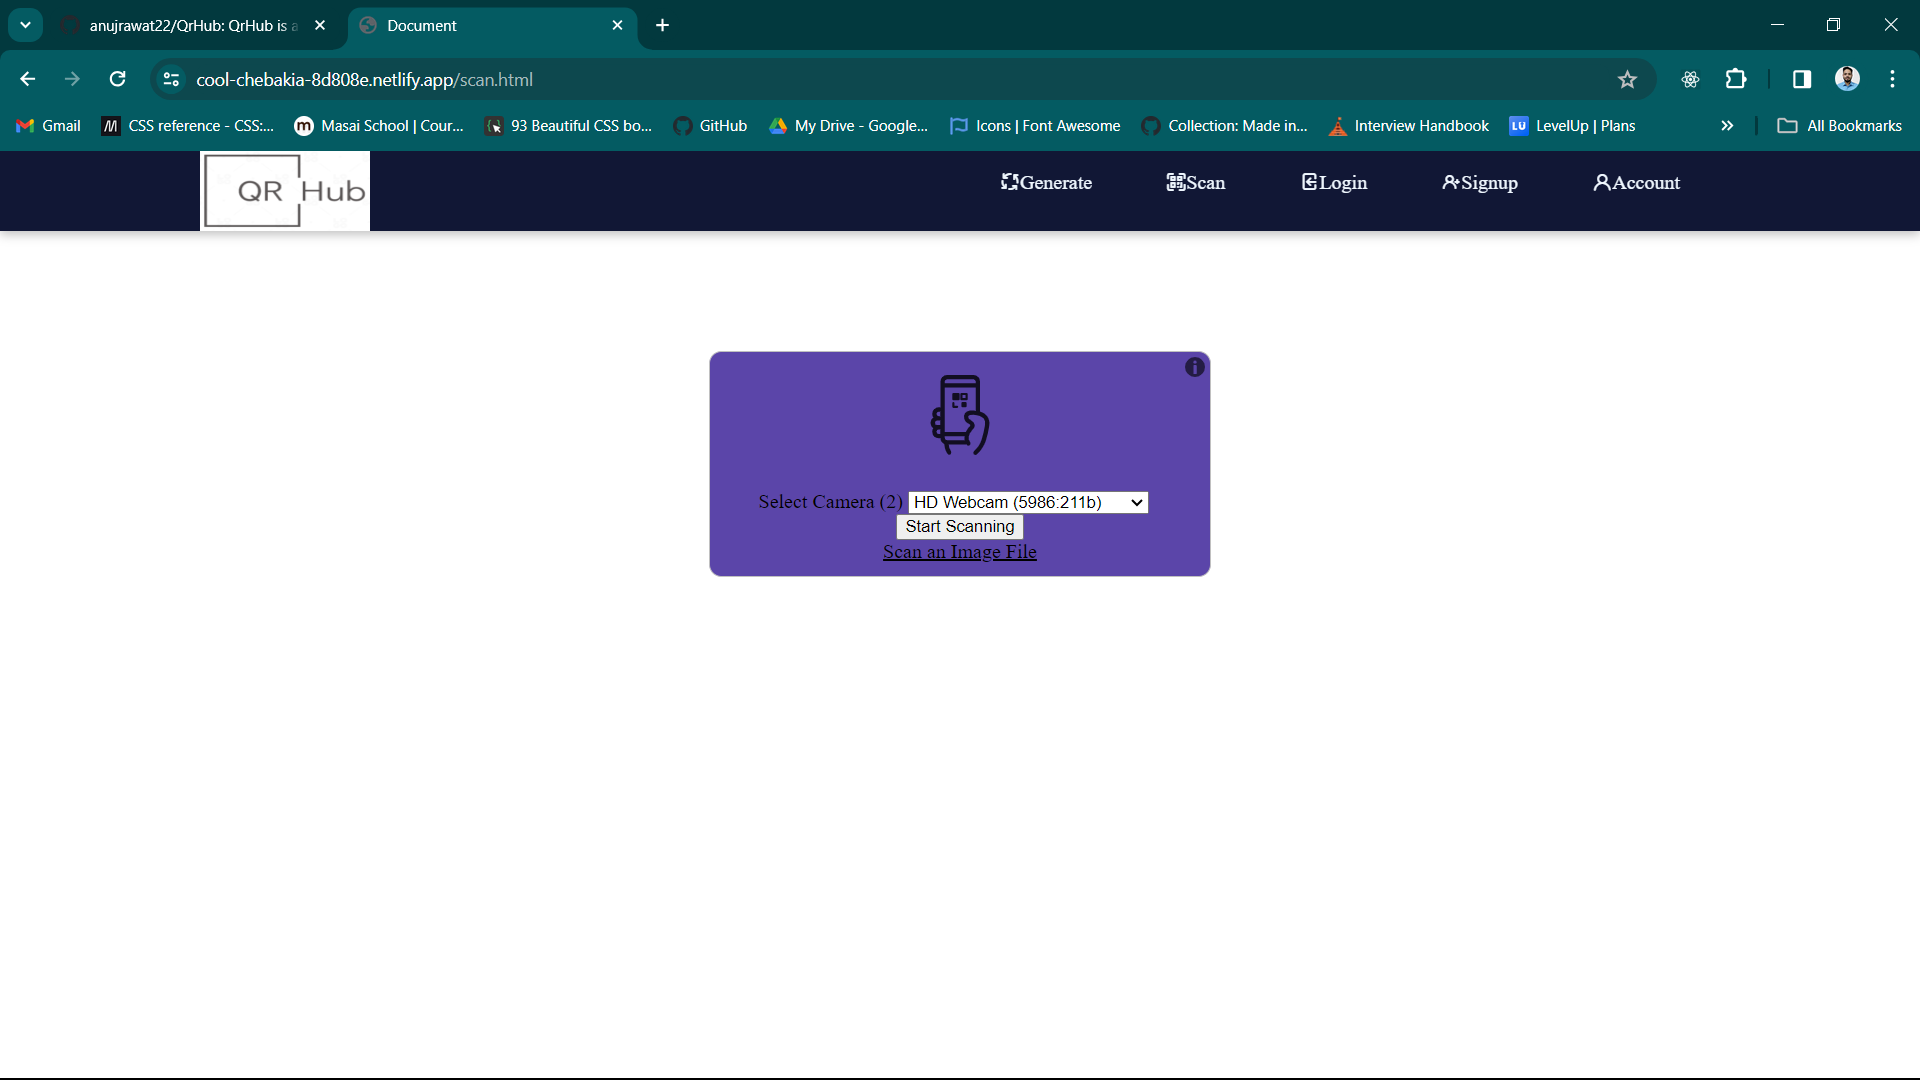 anujrawat22/QrHub: QrHub is a
Document
cool-chebakia-8d808e.netlify.app/scan.html
Gmail
CSS reference - CSS:...
Masai School | Cour...
93 Beautiful CSS bo...
GitHub
My Drive - Google...
Icons | Font Awesome
Collection: Made in...
Interview Handbook
LU LevelUp | Plans
All Bookmarks
QR Hub
Generate
Scan
Login
Signup
Account
Select Camera (2) HD Webcam (5986:211b)
Start Scanning
Scan an Image File